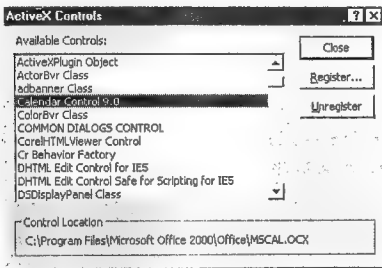 ActiveX Controls
Available Controls:
ActiveXPlugin Object
ActorBvr Class
adbanner Class
Calendar Control 9.0
ColorBvr Class
COMMON DIALOGS CONTROL
CorelHTMLViewer Control
Cr Behavior Factory
DHTML Edit Control for IE5
DHTML Edit Control Safe for Scripting for IE5
DSDisplayPanel Class
Close
Register...
Unregister
Control Location
C:\Program Files\Microsoft Office 2000\Office\MSCAL.OCX